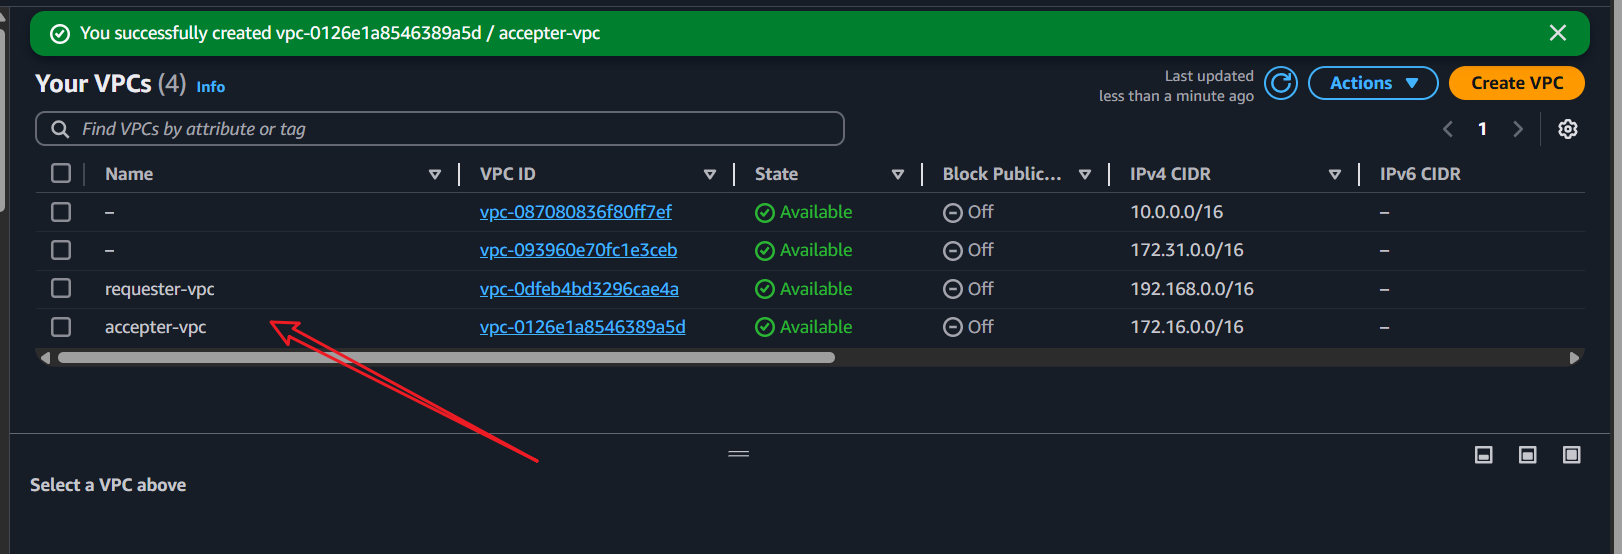 You successfully created vpc-0126e1a8546389a5d / accepter-vpc
Your VPCs (4) Info
Last updated
less than a minute ago
Actions
Create VPC
Find VPCs by attribute or tag
1
Name VPC ID State Block Public... IPv4 CIDR IPv6 CIDR
– vpc-087080836f80ff7ef Available Off 10.0.0.0/16 –
– vpc-093960e70fc1e3ceb Available Off 172.31.0.0/16 –
requester-vpc vpc-0dfeb4bd3296cae4a Available Off 192.168.0.0/16 –
accepter-vpc vpc-0126e1a8546389a5d Available Off 172.16.0.0/16 –
Select a VPC above